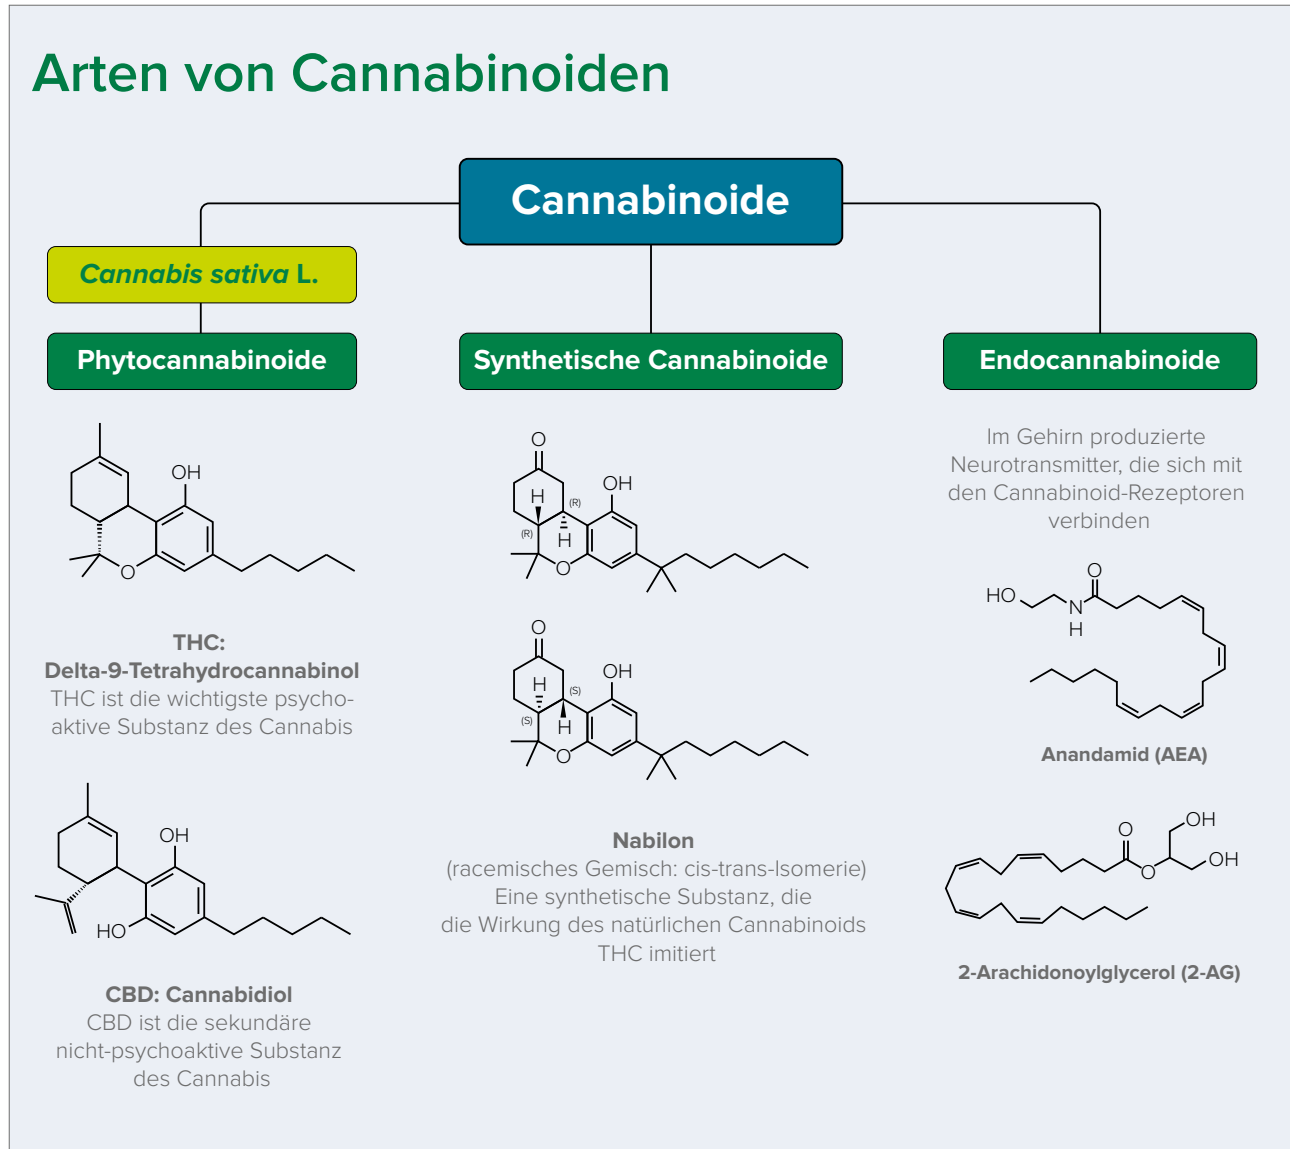 Arten von Cannabinoiden
Cannabinoide
Cannabis sativa L.
Phytocannabinoide
OH
O
THC:
Delta-9-Tetrahydrocannabinol
THC ist die wichtigste psycho-
aktive Substanz des Cannabis
OH
HO
CBD: Cannabidiol
CBD ist die sekundäre
nicht-psychoaktive Substanz
des Cannabis
Synthetische Cannabinoide
O
OH
H
(R)
(R)
H
O
O
OH
H
(S)
(S)
H
O
Nabilon
(racemisches Gemisch: cis-trans-Isomerie)
Eine synthetische Substanz, die
die Wirkung des natürlichen Cannabinoids
THC imitiert
Endocannabinoide
Im Gehirn produzierte
Neurotransmitter, die sich mit
den Cannabinoid-Rezeptoren
verbinden
O
HO
N
H
Anandamid (AEA)
OH
O
OH
O
2-Arachidonoylglycerol (2-AG)